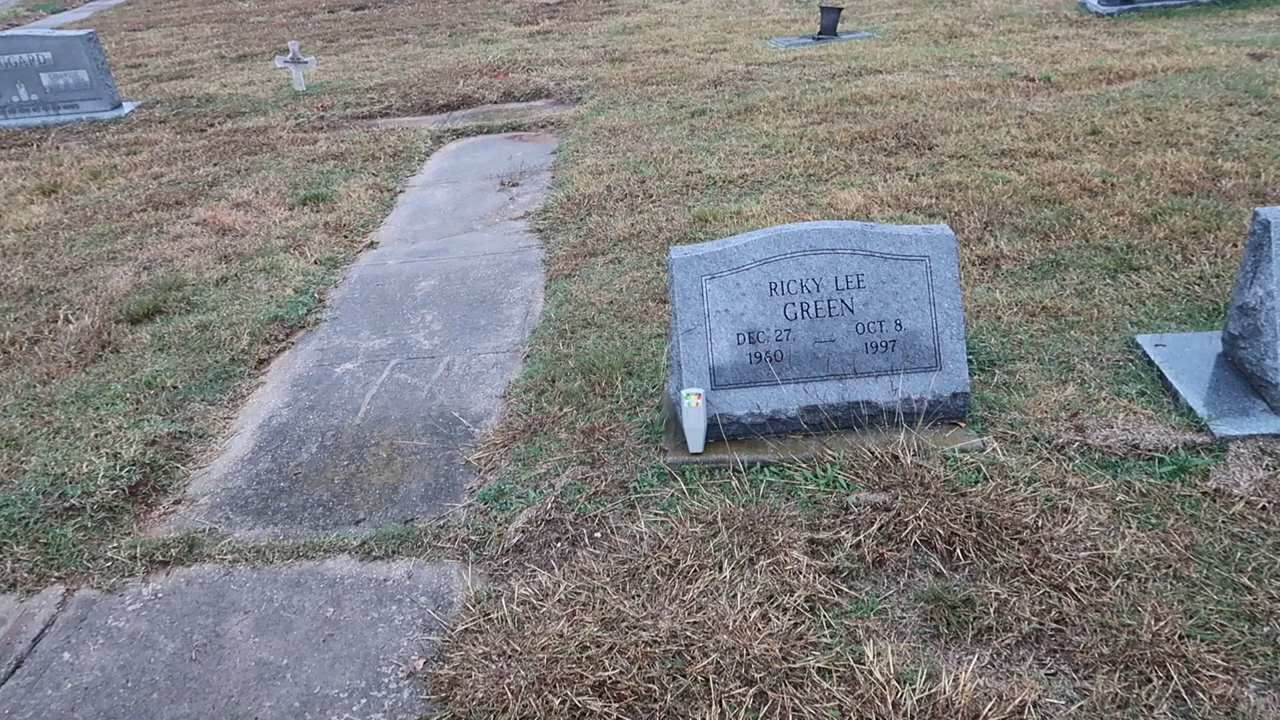 RICKY LEE
GREEN
DEC. 27, — OCT. 8,
1960 1997